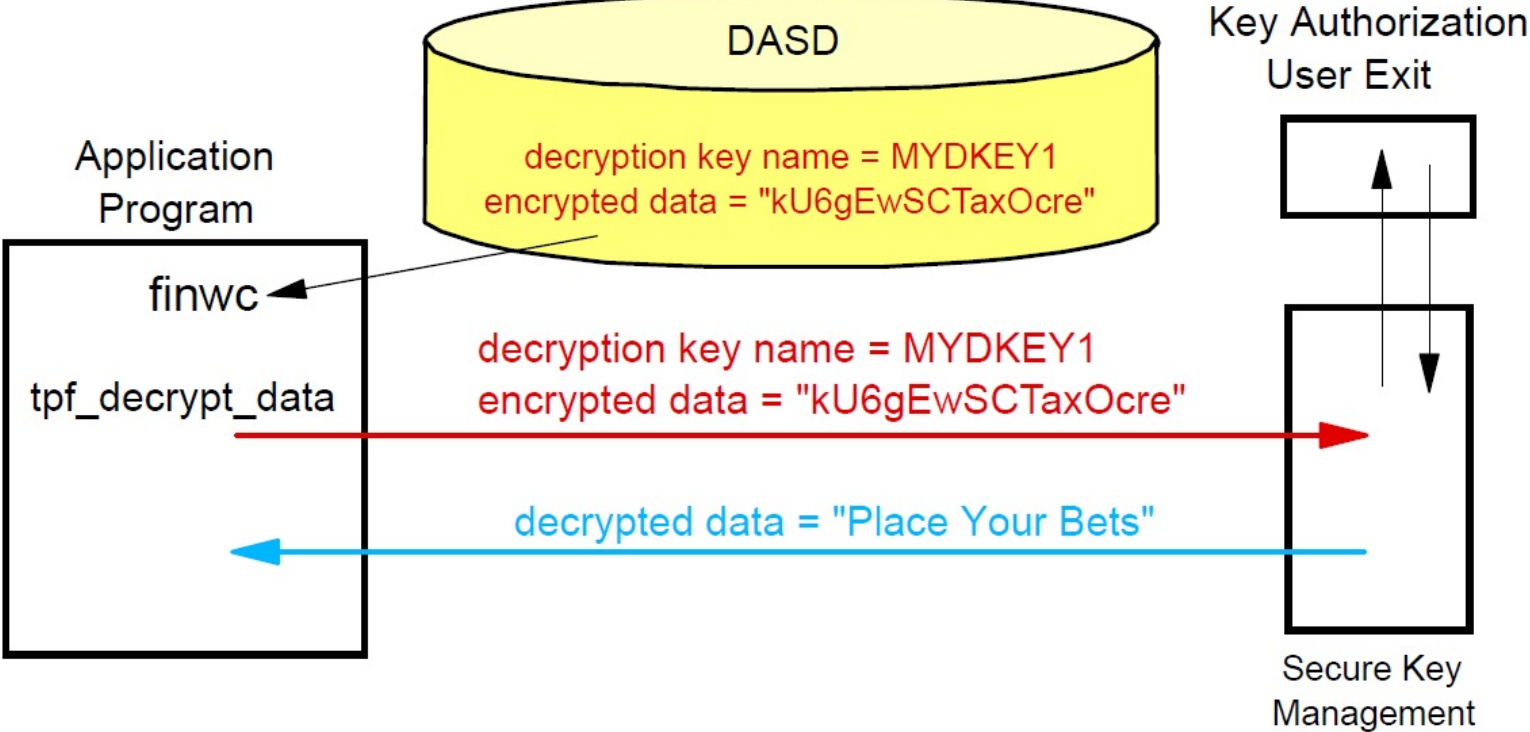 DASD
decryption key name = MYDKEY1
encrypted data = "kU6gEwSCTaxOcre"
Key Authorization
User Exit
Application
Program
finwc
tpf_decrypt_data
decryption key name = MYDKEY1
encrypted data = "kU6gEwSCTaxOcre"
decrypted data = "Place Your Bets"
Secure Key
Management